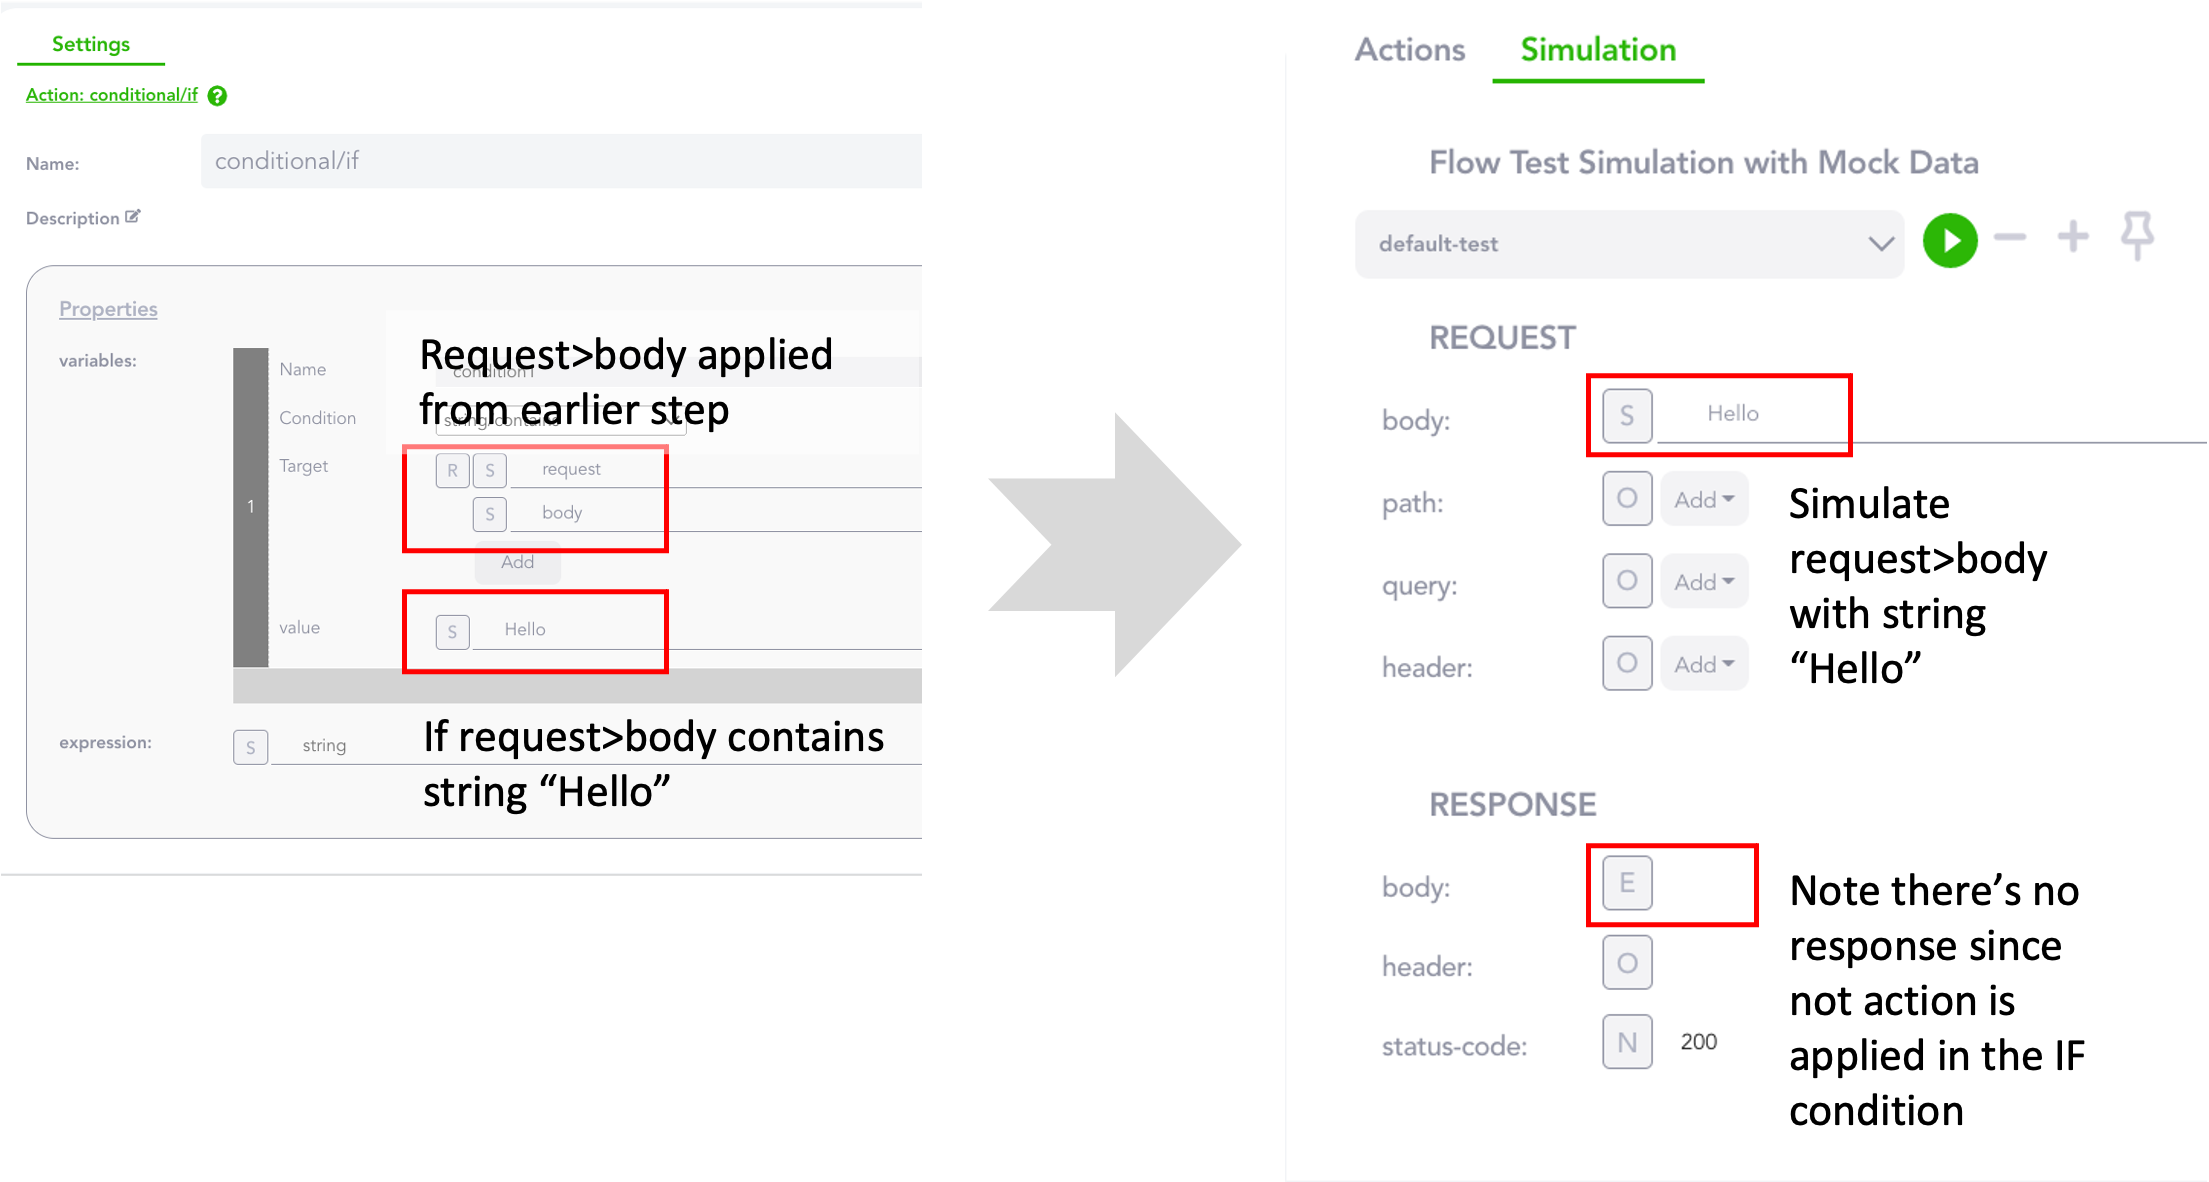 Settings
Action: conditional/if ?
Name: conditional/if
Description
Properties
variables:
1
Name condition1
Condition string/contains
Request>body applied
from earlier step
Target R S request
S body
Add
value S Hello
expression: S string
If request>body contains
string “Hello”
Actions Simulation
Flow Test Simulation with Mock Data
default-test
REQUEST
body: S Hello
path: O Add
query: O Add
header: O Add
Simulate
request>body
with string
“Hello”
RESPONSE
body: E
header: O
status-code: N 200
Note there’s no
response since
not action is
applied in the IF
condition